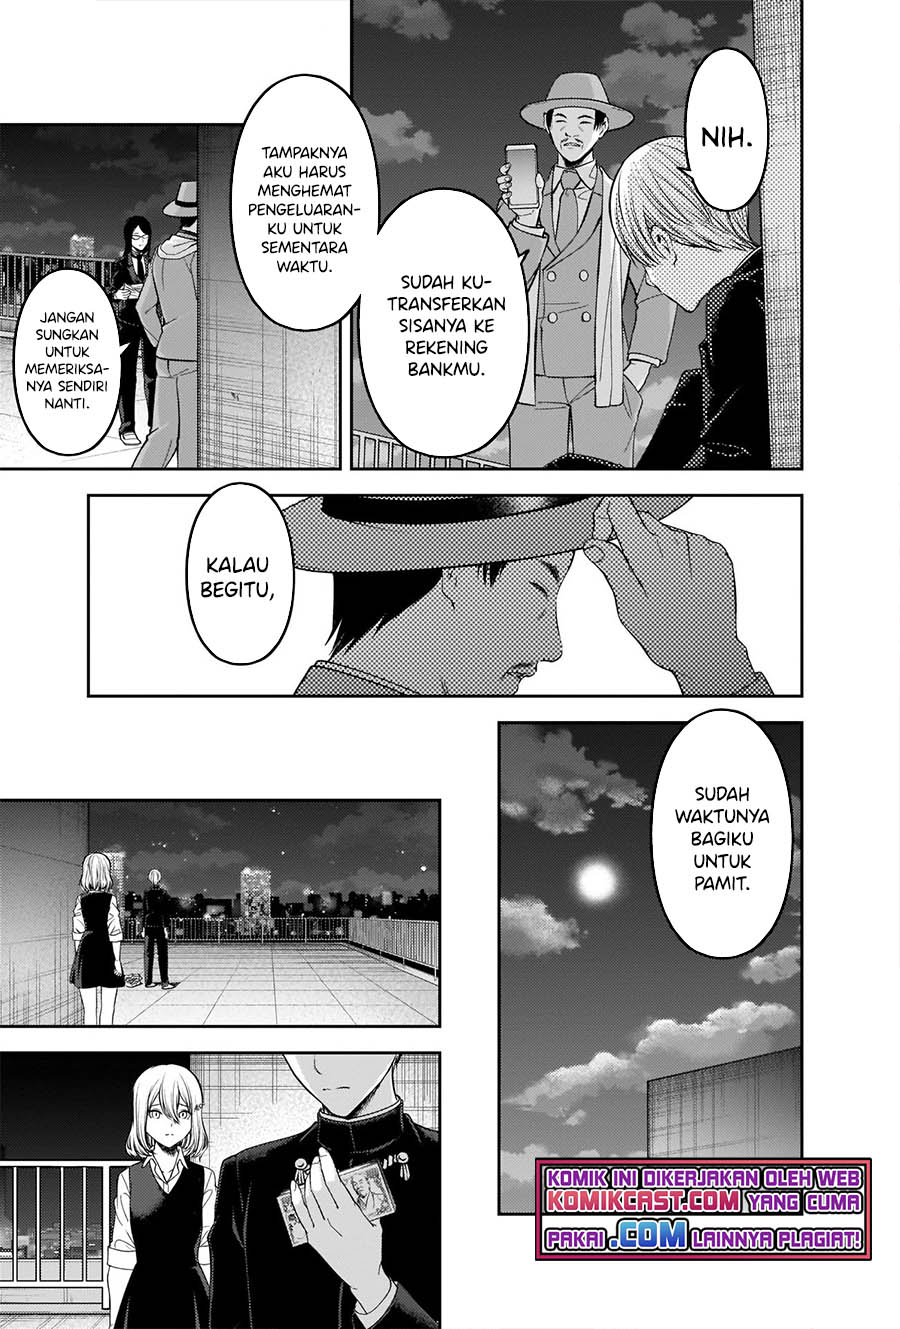 NIH.
SUDAH KU-
TRANSFERKAN
SISANYA KE
REKENING
BANKMU.
TAMPAKNYA
AKU HARUS
MENGHEMAT
PENGELUARAN-
KU UNTUK
SEMENTARA
WAKTU.
JANGAN
SUNGKAN
UNTUK
MEMERIKSA-
NYA SENDIRI
NANTI.
KALAU
BEGITU,
SUDAH
WAKTUNYA
BAGIKU
UNTUK
PAMIT.
KOMIK INI DIKERJAKAN OLEH WEB
KOMIKCAST.COM YANG CUMA
PAKAI .COM LAINNYA PLAGIAT!